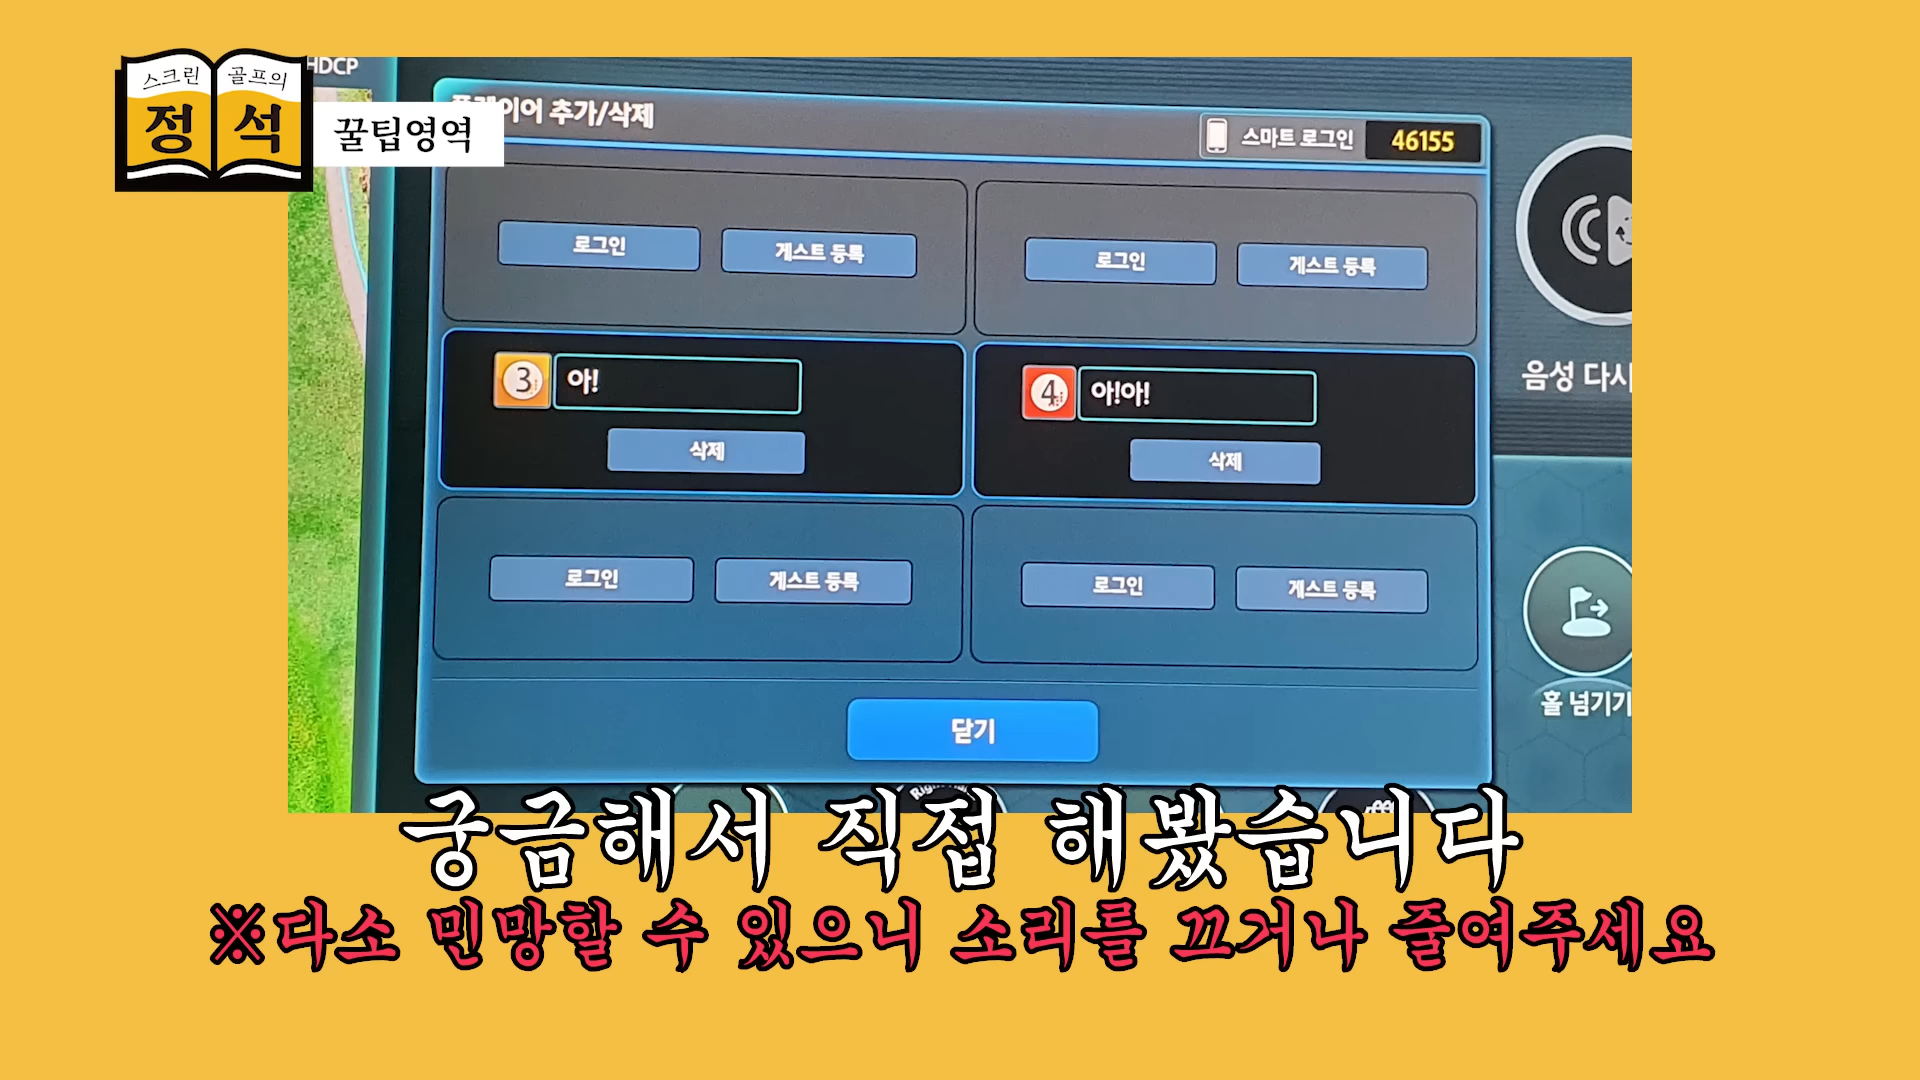 스크린 골프의
정석
꿀팁영역
HDCP
플레이어 추가/삭제
스마트 로그인 46155
로그인 게스트 등록 로그인 게스트 등록
3 아! 4 아!아!
삭제 삭제
로그인 게스트 등록 로그인 게스트 등록
닫기
음성 다시
홀 넘기기
궁금해서 직접 해봤습니다
※다소 민망할 수 있으니 소리를 끄거나 줄여주세요